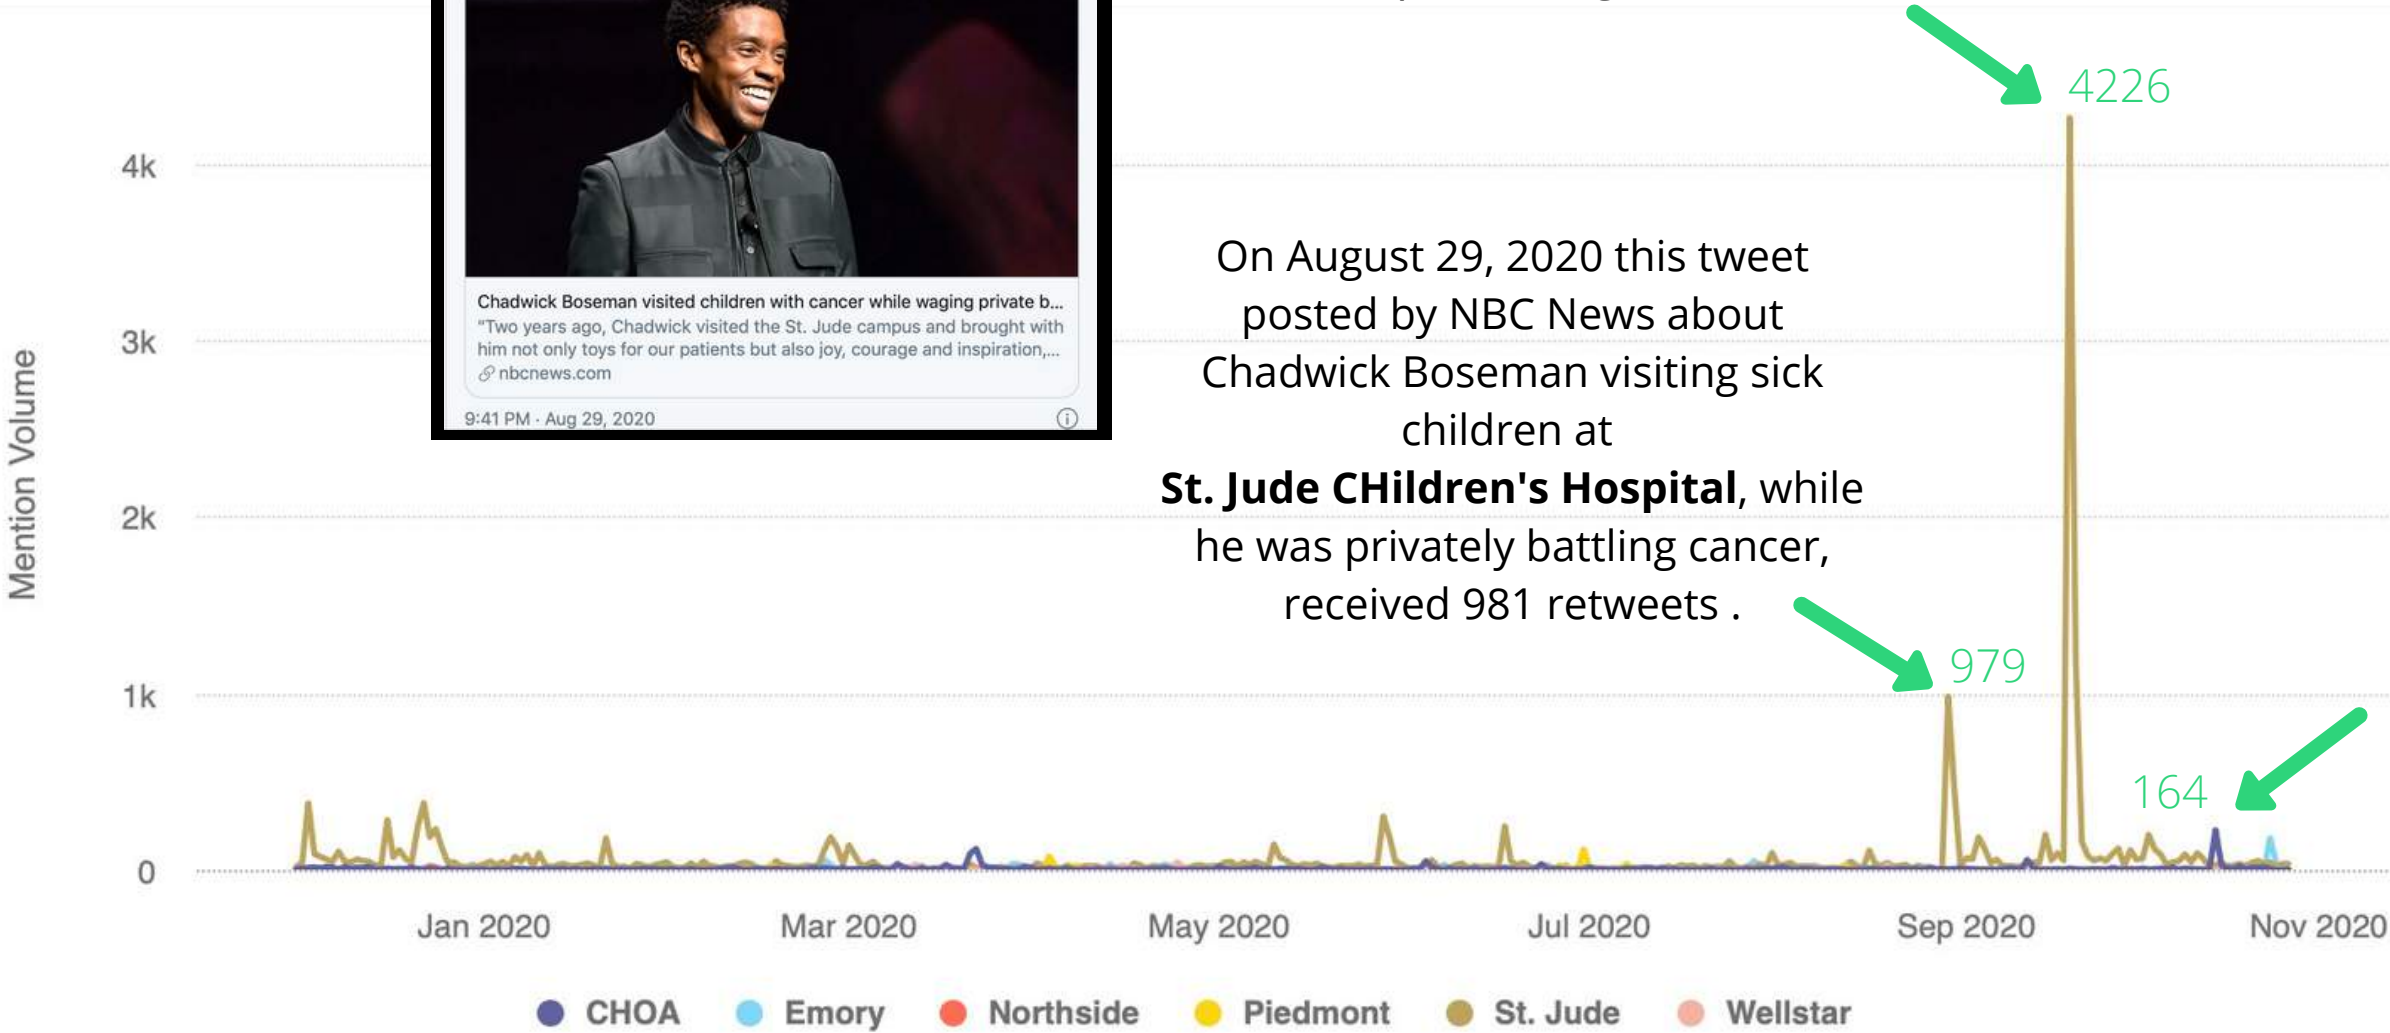 4226
4k
3k
2k
1k
0
Mention Volume
Chadwick Boseman visited children with cancer while waging private b...
"Two years ago, Chadwick visited the St. Jude campus and brought with
him not only toys for our patients but also joy, courage and inspiration,...
nbcnews.com
9:41 PM · Aug 29, 2020
On August 29, 2020 this tweet
posted by NBC News about
Chadwick Boseman visiting sick
children at
St. Jude CHildren's Hospital, while
he was privately battling cancer,
received 981 retweets .
979
164
Jan 2020 Mar 2020 May 2020 Jul 2020 Sep 2020 Nov 2020
CHOA Emory Northside Piedmont St. Jude Wellstar